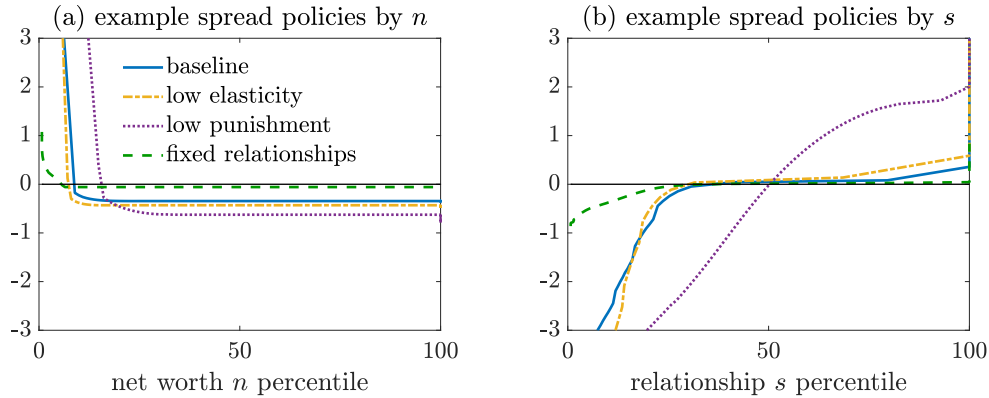 (a) example spread policies by n
3
2
1
0
-1
-2
-3
baseline
low elasticity
low punishment
fixed relationships
0
50
100
net worth n percentile
(b) example spread policies by s
3
2
1
0
-1
-2
-3
0
50
100
relationship s percentile